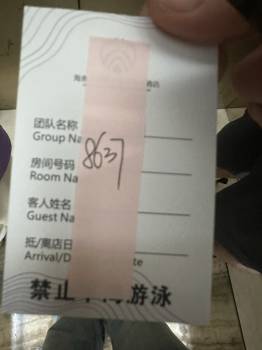 团队名称
Group Na
8637
房间号码
Room Na
客人姓名
Guest Na
抵/离店日
Arrival/D te
禁止 游泳